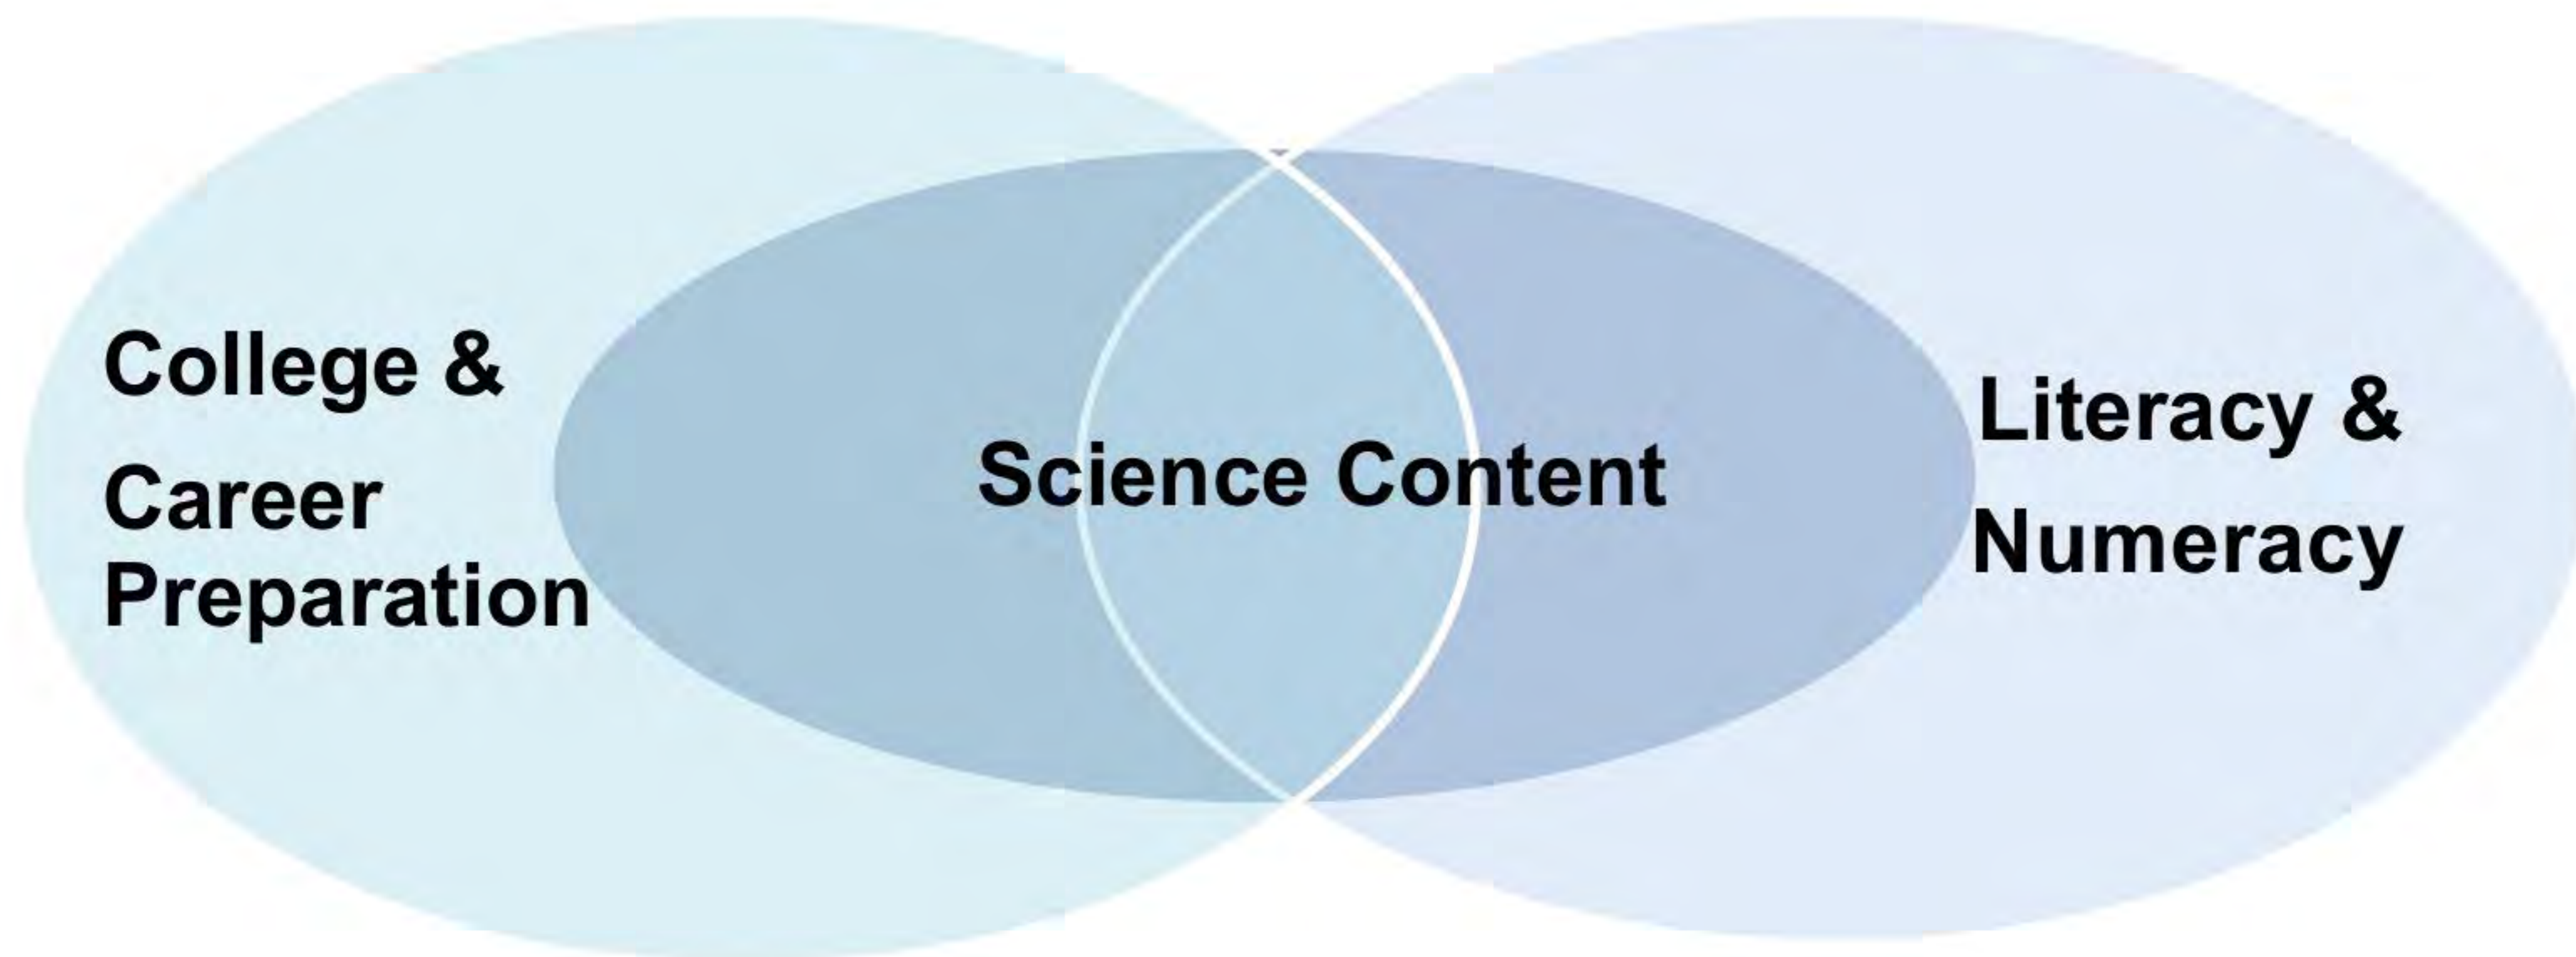 College &
Career
Preparation
Science Content
Literacy &
Numeracy